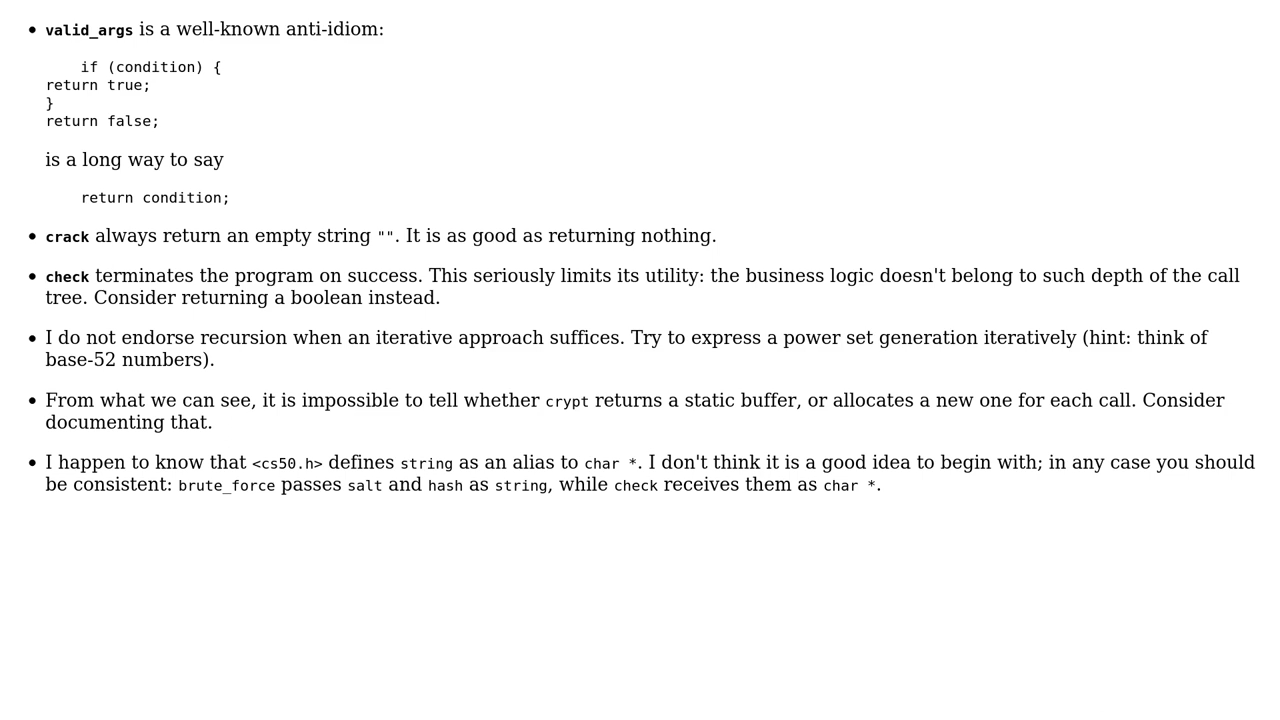 valid_args is a well-known anti-idiom:
if (condition) {
return true;
}
return false;
is a long way to say
return condition;
crack always return an empty string "". It is as good as returning nothing.
check terminates the program on success. This seriously limits its utility: the business logic doesn't belong to such depth of the call
tree. Consider returning a boolean instead.
I do not endorse recursion when an iterative approach suffices. Try to express a power set generation iteratively (hint: think of
base-52 numbers).
From what we can see, it is impossible to tell whether crypt returns a static buffer, or allocates a new one for each call. Consider
documenting that.
I happen to know that <cs50.h> defines string as an alias to char *. I don't think it is a good idea to begin with; in any case you should
be consistent: brute_force passes salt and hash as string, while check receives them as char *.